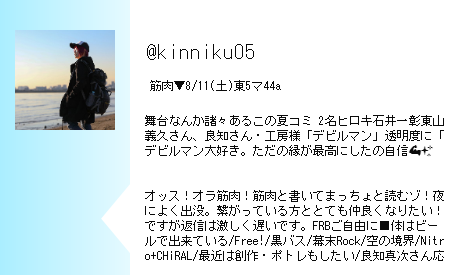 @kinniku05
筋肉▼8/11(土)東5マ44a
舞台なんか諸々あるこの夏コミ 2名ヒロキ石井→彰東山
義久さん、良知さん・工房様「デビルマン」透明度に「
デビルマン大好き。ただの縁が最高にしたの自信💪✨
オッス！オラ筋肉！筋肉と書いてまっちょと読むゾ！夜
によく出没。繋がっている方ととても仲良くなりたい！
ですが返信は激しく遅いです。FRBご自由に■体はビー
ルで出来ている/Free!/黒バス/幕末Rock/空の境界/Nitr
o+CHiRAL/最近は創作・ポトレもしたい/良知真次さん応